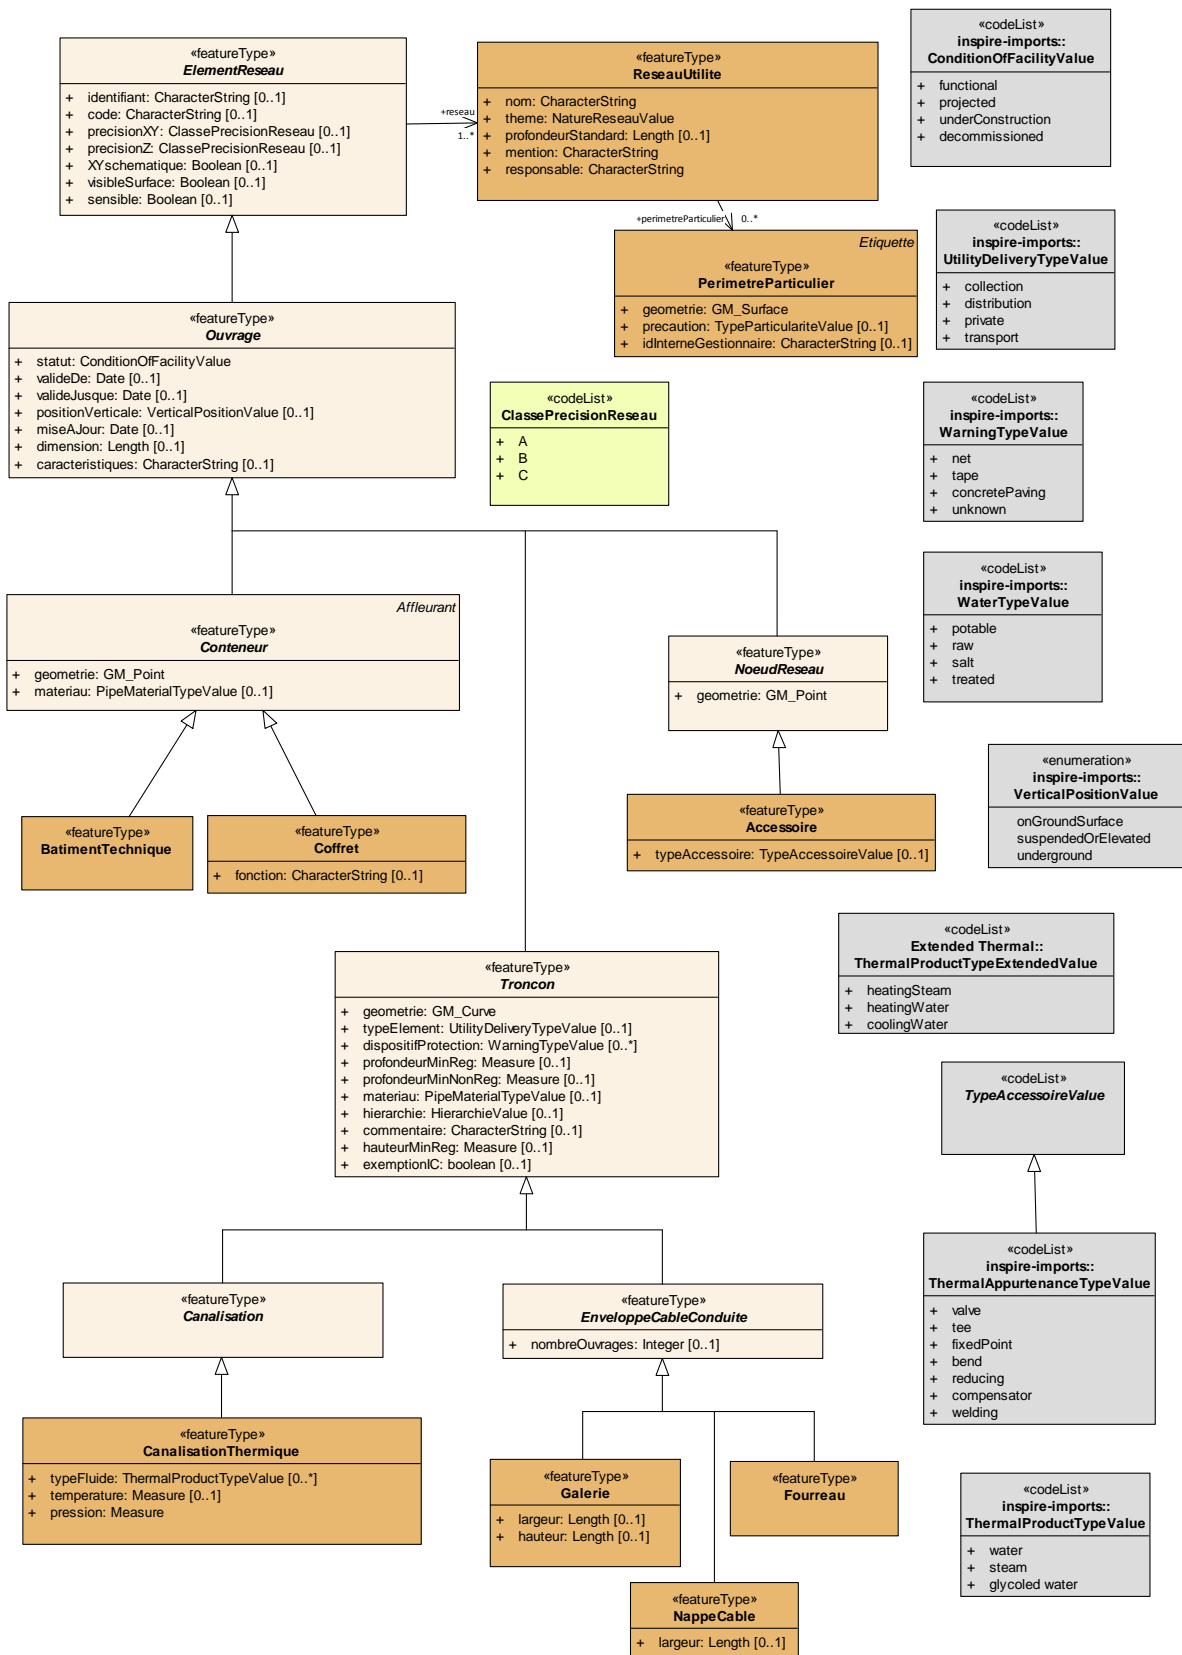 «featureType»
ElementReseau
+ identifiant: CharacterString [0..1]
+ code: CharacterString [0..1]
+ precisionXY: ClassePrecisionReseau [0..1]
+ precisionZ: ClassePrecisionReseau [0..1]
+ XYschematique: Boolean [0..1]
+ visibleSurface: Boolean [0..1]
+ sensible: Boolean [0..1]
+reseau
1..*
«featureType»
ReseauUtilite
+ nom: CharacterString
+ theme: NatureReseauValue
+ profondeurStandard: Length [0..1]
+ mention: CharacterString
+ responsable: CharacterString
+perimetreParticulier
0..*
Etiquette
«featureType»
PerimetreParticulier
+ geometrie: GM_Surface
+ precaution: TypeParticulariteValue [0..1]
+ idInterneGestionnaire: CharacterString [0..1]
«codeList»
inspire-imports::
ConditionOfFacilityValue
+ functional
+ projected
+ underConstruction
+ decommissioned
«codeList»
inspire-imports::
UtilityDeliveryTypeValue
+ collection
+ distribution
+ private
+ transport
«featureType»
Ouvrage
+ statut: ConditionOfFacilityValue
+ valideDe: Date [0..1]
+ valideJusque: Date [0..1]
+ positionVerticale: VerticalPositionValue [0..1]
+ miseAJour: Date [0..1]
+ dimension: Length [0..1]
+ caracteristiques: CharacterString [0..1]
«codeList»
ClassePrecisionReseau
+ A
+ B
+ C
«codeList»
inspire-imports::
WarningTypeValue
+ net
+ tape
+ concretePaving
+ unknown
«codeList»
inspire-imports::
WaterTypeValue
+ potable
+ raw
+ salt
+ treated
Affleurant
«featureType»
Conteneur
+ geometrie: GM_Point
+ materiau: PipeMaterialTypeValue [0..1]
«featureType»
NoeudReseau
+ geometrie: GM_Point
«enumeration»
inspire-imports::
VerticalPositionValue
onGroundSurface
suspendedOrElevated
underground
«featureType»
BatimentTechnique
«featureType»
Coffret
+ fonction: CharacterString [0..1]
«featureType»
Accessoire
+ typeAccessoire: TypeAccessoireValue [0..1]
«codeList»
Extended Thermal::
ThermalProductTypeExtendedValue
+ heatingSteam
+ heatingWater
+ coolingWater
«featureType»
Troncon
+ geometrie: GM_Curve
+ typeElement: UtilityDeliveryTypeValue [0..1]
+ dispositifProtection: WarningTypeValue [0..*]
+ profondeurMinReg: Measure [0..1]
+ profondeurMinNonReg: Measure [0..1]
+ materiau: PipeMaterialTypeValue [0..1]
+ hierarchie: HierarchieValue [0..1]
+ commentaire: CharacterString [0..1]
+ hauteurMinReg: Measure [0..1]
+ exemptionIC: boolean [0..1]
«codeList»
TypeAccessoireValue
«codeList»
inspire-imports::
ThermalAppurtenanceTypeValue
+ valve
+ tee
+ fixedPoint
+ bend
+ reducing
+ compensator
+ welding
«featureType»
Canalisation
«featureType»
EnveloppeCableConduite
+ nombreOuvrages: Integer [0..1]
«featureType»
CanalisationThermique
+ typeFluide: ThermalProductTypeValue [0..*]
+ temperature: Measure [0..1]
+ pression: Measure
«featureType»
Galerie
+ largeur: Length [0..1]
+ hauteur: Length [0..1]
«featureType»
Fourreau
«codeList»
inspire-imports::
ThermalProductTypeValue
+ water
+ steam
+ glycoled water
«featureType»
NappeCable
+ largeur: Length [0..1]